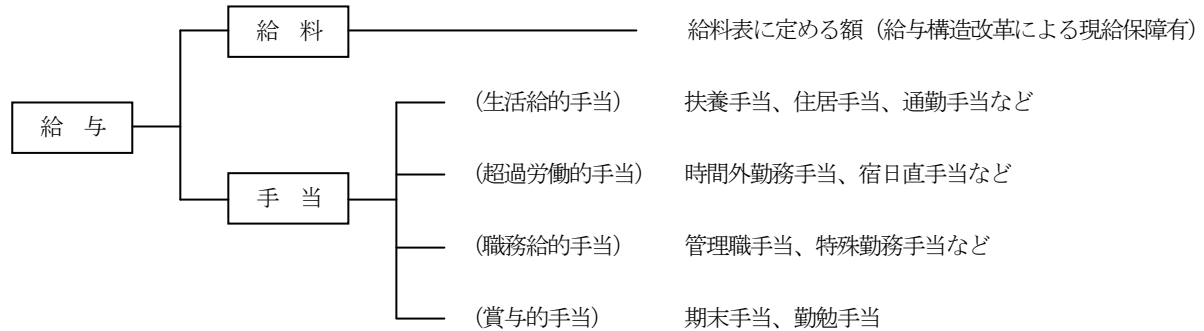 給 料 給料表に定める額（給与構造改革による現給保障有）
(生活給的手当） 扶養手当、住居手当、通勤手当など
給 与
(超過労働的手当） 時間外勤務手当、宿日直手当など
手 当
(職務給的手当） 管理職手当、特殊勤務手当など
(賞与的手当） 期末手当、勤勉手当